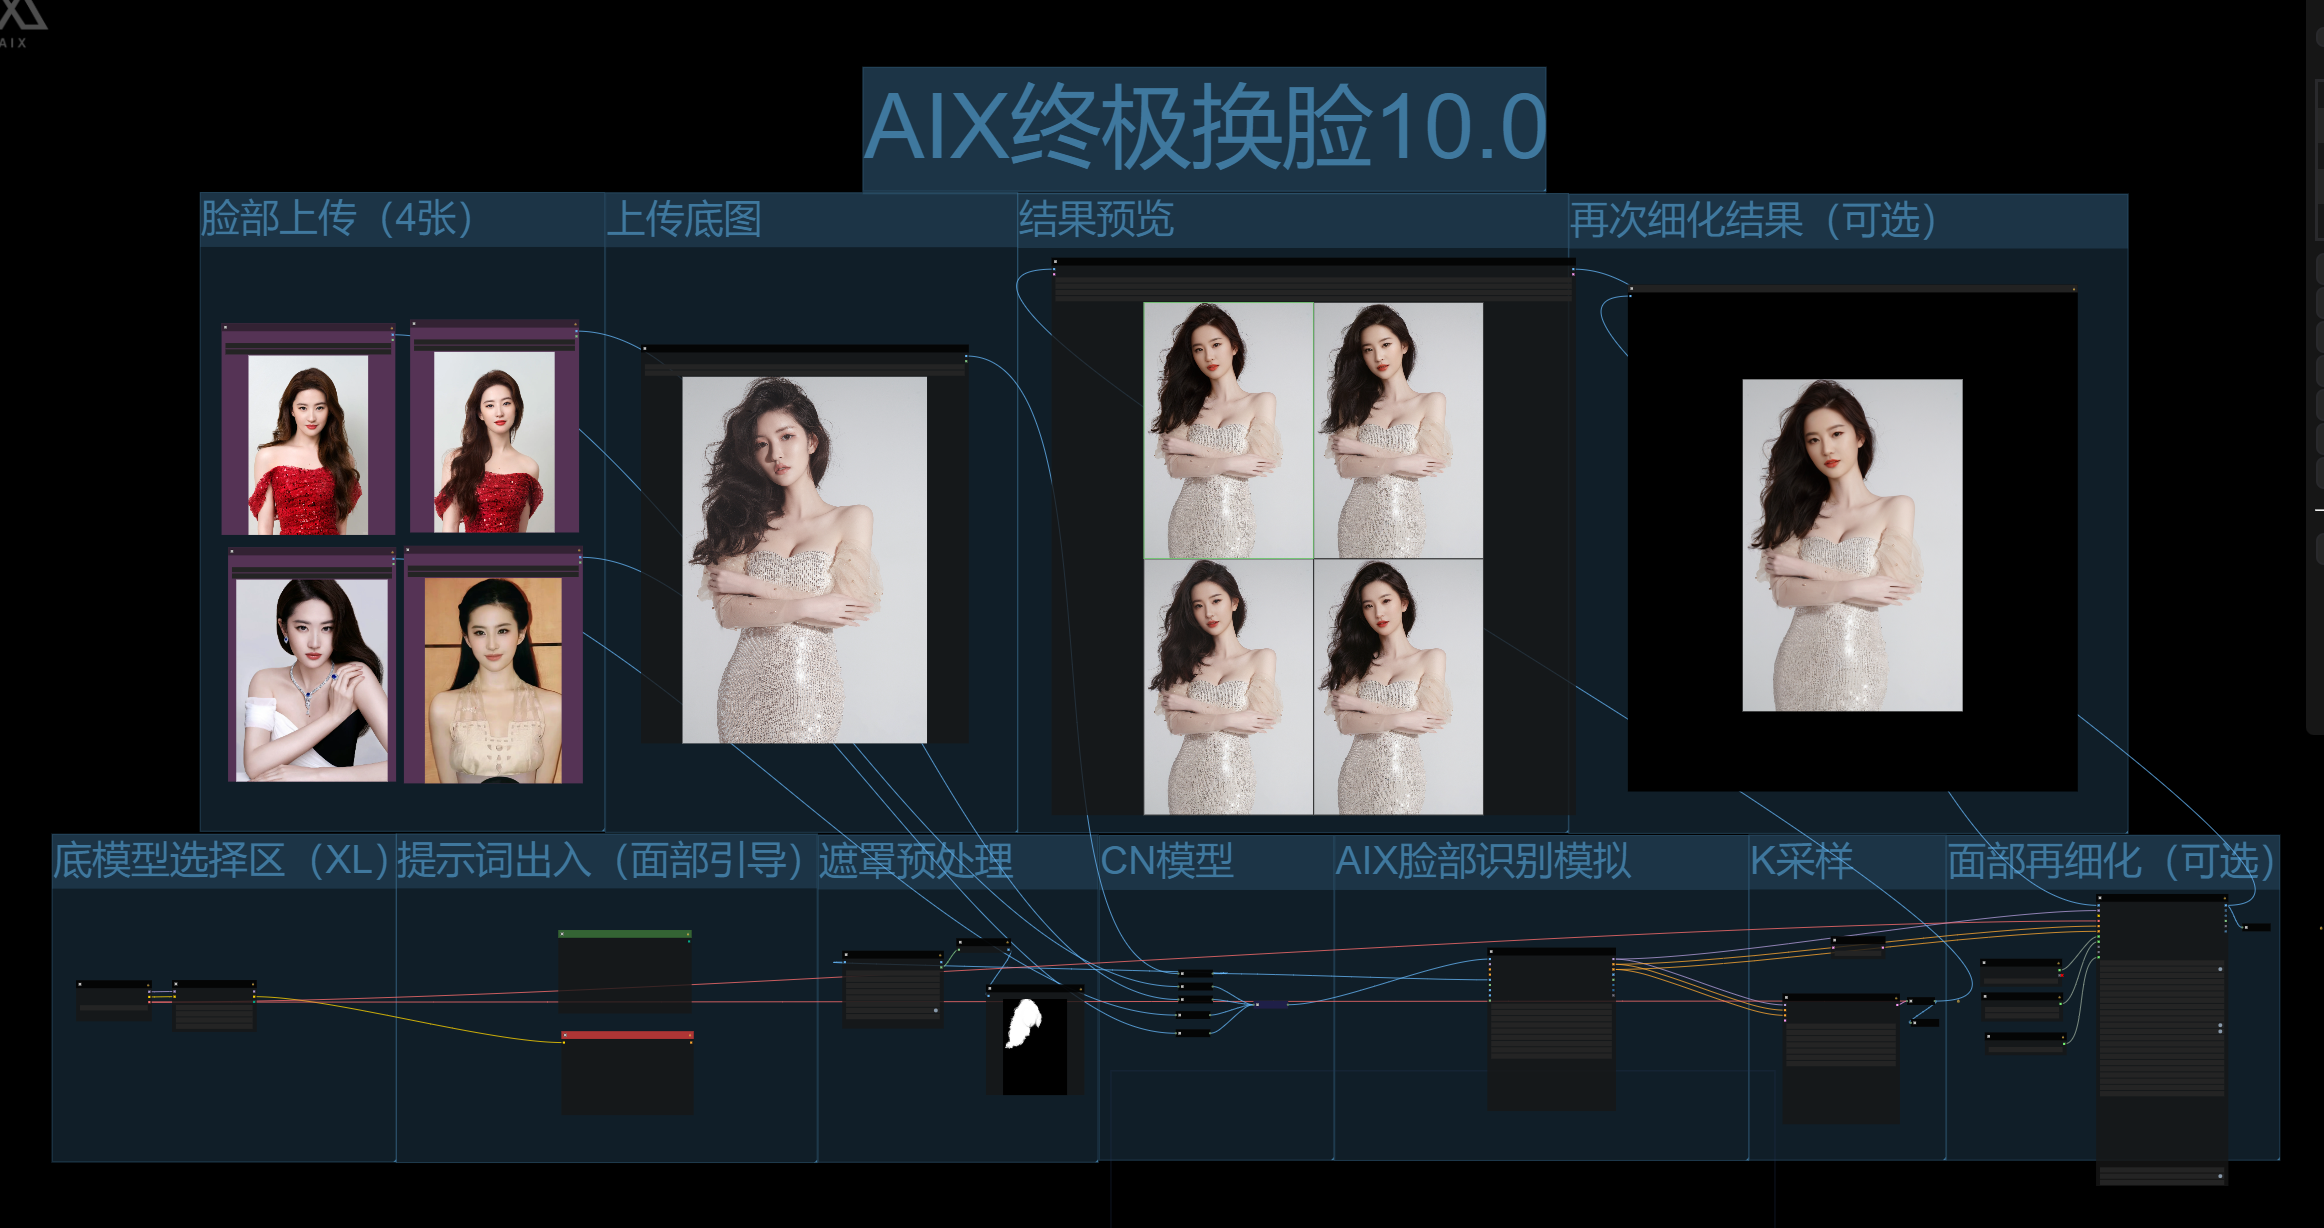 AIX
AIX终极换脸10.0
脸部上传（4张）
上传底图
结果预览
再次细化结果（可选）
底模型选择区（XL）
提示词出入（面部引导）
遮罩预处理
CN模型
AIX脸部识别模拟
K采样
面部再细化（可选）